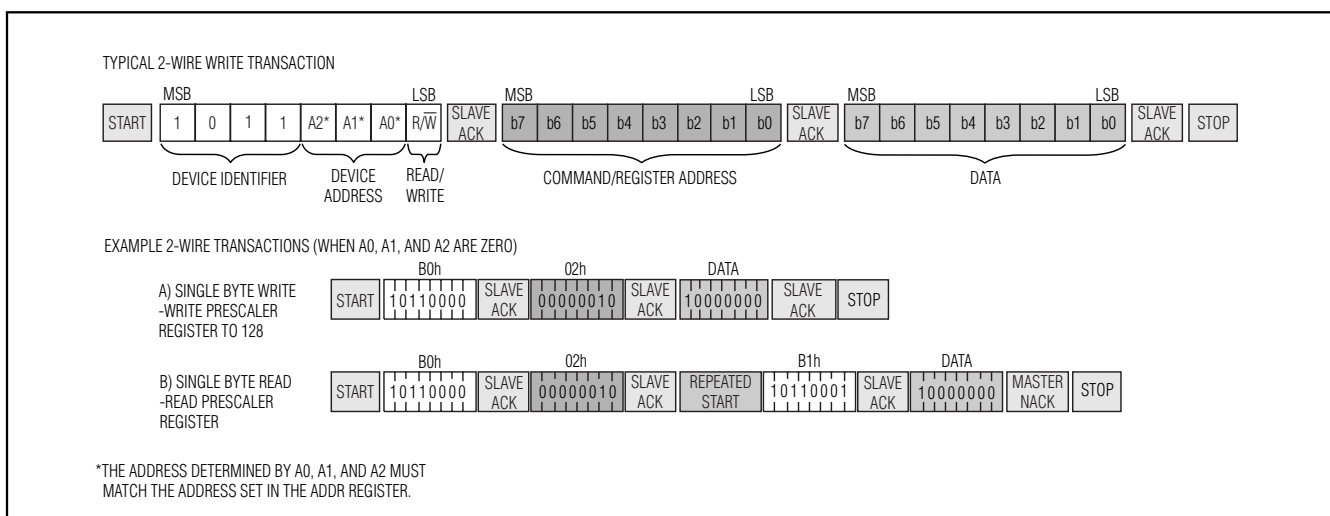 TYPICAL 2-WIRE WRITE TRANSACTION
MSB LSB MSB LSB MSB LSB
START 1 0 1 1 A2* A1* A0* R/W̅ SLAVE ACK b7 b6 b5 b4 b3 b2 b1 b0 SLAVE ACK b7 b6 b5 b4 b3 b2 b1 b0 SLAVE ACK STOP
DEVICE IDENTIFIER DEVICE ADDRESS READ/WRITE COMMAND/REGISTER ADDRESS DATA
EXAMPLE 2-WIRE TRANSACTIONS (WHEN A0, A1, AND A2 ARE ZERO)
B0h 02h DATA
A) SINGLE BYTE WRITE
-WRITE PRESCALER
REGISTER TO 128
START 10110000 SLAVE ACK 00000010 SLAVE ACK 10000000 SLAVE ACK STOP
B0h 02h B1h DATA
B) SINGLE BYTE READ
-READ PRESCALER
REGISTER
START 10110000 SLAVE ACK 00000010 SLAVE ACK REPEATED START 10110001 SLAVE ACK 10000000 MASTER NACK STOP
*THE ADDRESS DETERMINED BY A0, A1, AND A2 MUST
MATCH THE ADDRESS SET IN THE ADDR REGISTER.